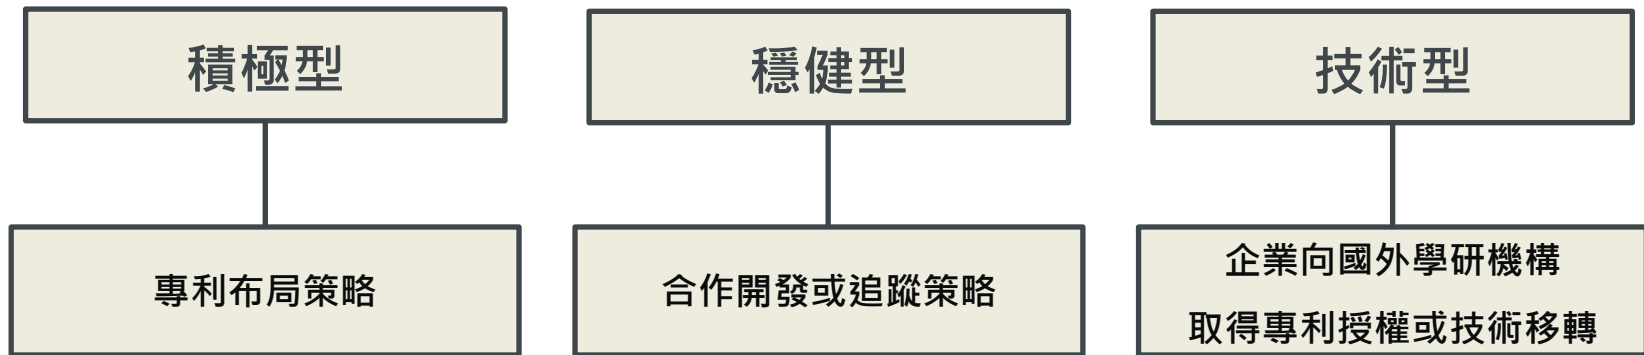 積極型
穩健型
技術型
專利布局策略
合作開發或追蹤策略
企業向國外學研機構
取得專利授權或技術移轉